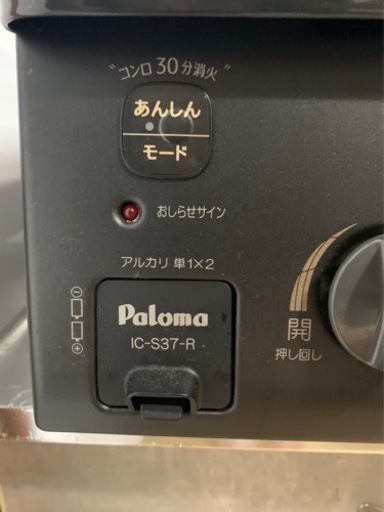 "コンロ30分消火"
あんしん
モード
おしらせサイン
アルカリ 単1×2
Paloma
IC-S37-R
開
押し回し